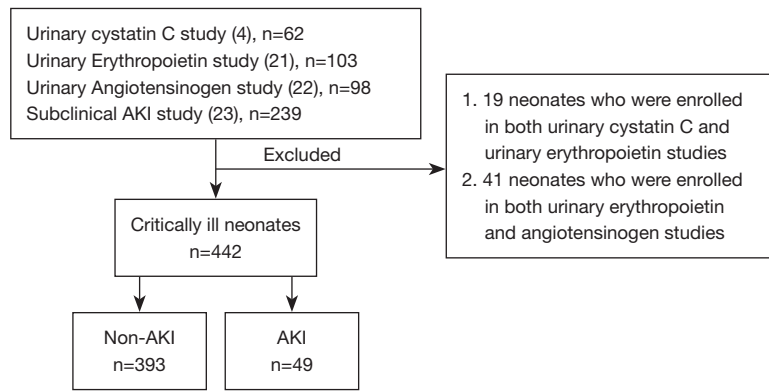 Urinary cystatin C study (4), n=62
Urinary Erythropoietin study (21), n=103
Urinary Angiotensinogen study (22), n=98
Subclinical AKI study (23), n=239
Excluded
1. 19 neonates who were enrolled
in both urinary cystatin C and
urinary erythropoietin studies
2. 41 neonates who were enrolled
in both urinary erythropoietin
and angiotensinogen studies
Critically ill neonates
n=442
Non-AKI
n=393
AKI
n=49